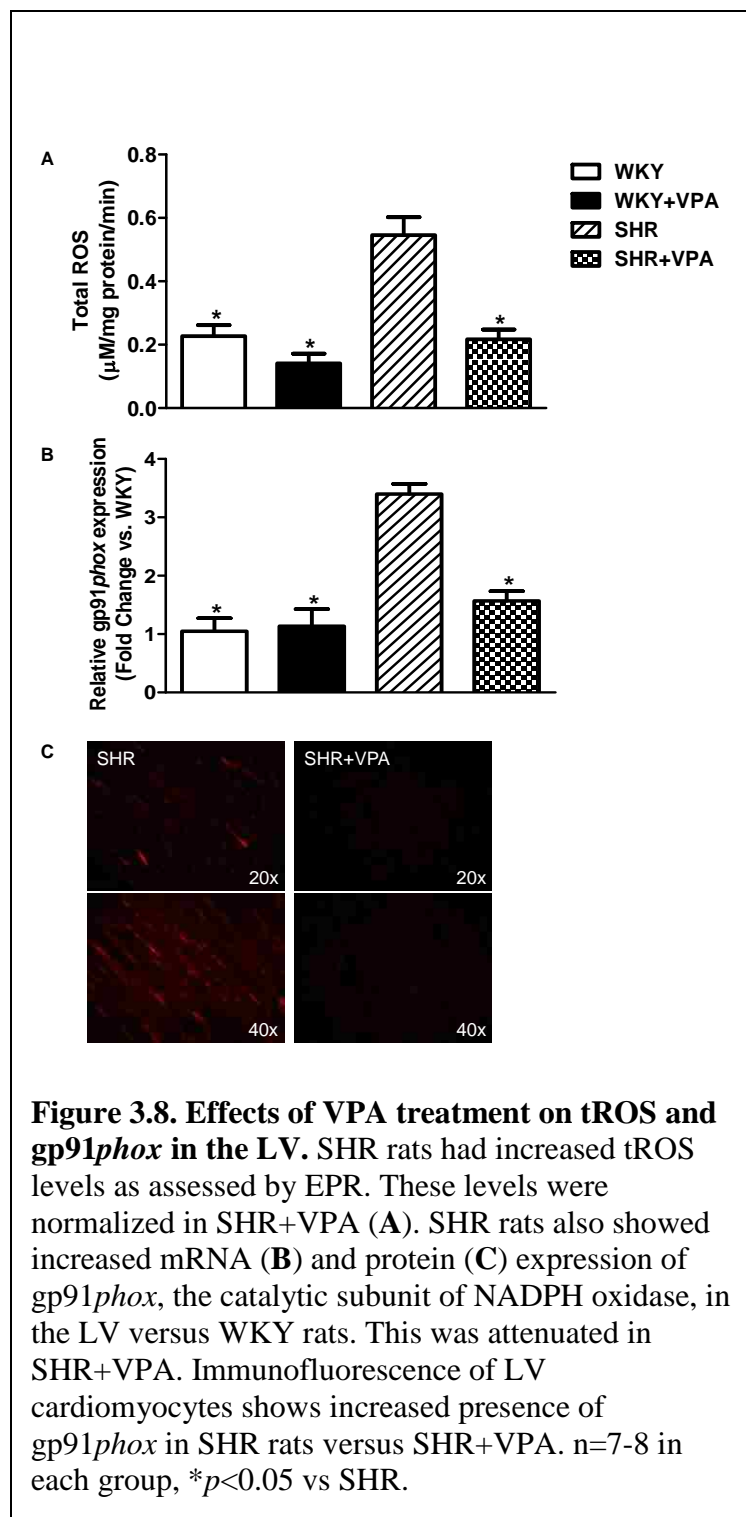 A
0.8
0.6
0.4
0.2
0.0
Total ROS
(µM/mg protein/min)
*
*
*
WKY
WKY+VPA
SHR
SHR+VPA
B
4
3
2
1
0
Relative gp91phox expression
(Fold Change vs. WKY)
*
*
*
C
SHR
SHR+VPA
20x
20x
40x
40x
Figure 3.8. Effects of VPA treatment on tROS and
gp91phox in the LV. SHR rats had increased tROS
levels as assessed by EPR. These levels were
normalized in SHR+VPA (A). SHR rats also showed
increased mRNA (B) and protein (C) expression of
gp91phox, the catalytic subunit of NADPH oxidase, in
the LV versus WKY rats. This was attenuated in
SHR+VPA. Immunofluorescence of LV
cardiomyocytes shows increased presence of
gp91phox in SHR rats versus SHR+VPA. n=7-8 in
each group, *p<0.05 vs SHR.